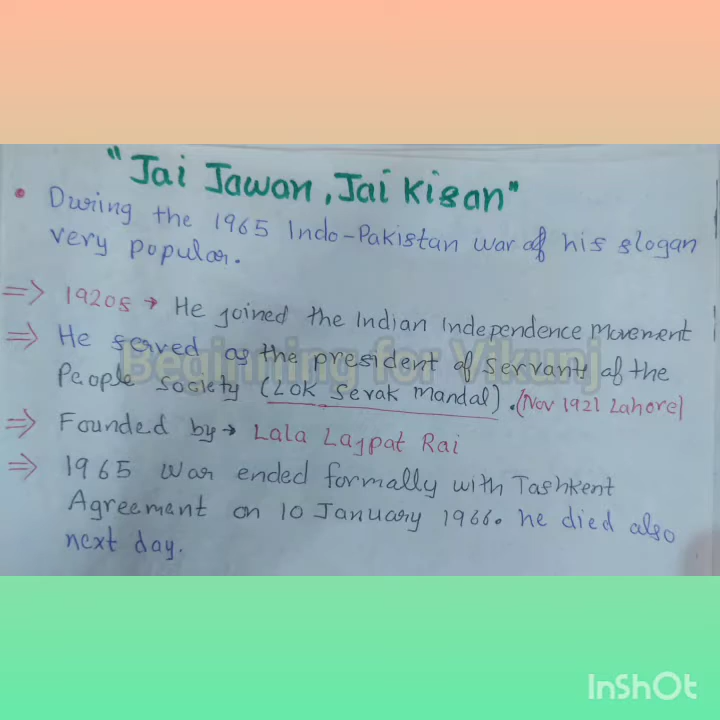 "Jai Jawan, Jai Kisan"
• During the 1965 Indo-Pakistan war of his slogan
very popular.
⇒ 1920s → He joined the Indian Independence Movement
⇒ He served as the president of servant of the
People society (Lok Sevak Mandal). (Nov 1921 Lahore)
Beginning for Vikunj
⇒ Founded by → Lala Lajpat Rai
⇒ 1965 War ended formally with Tashkent
Agreement on 10 January 1966. he died also
next day.
InShOt